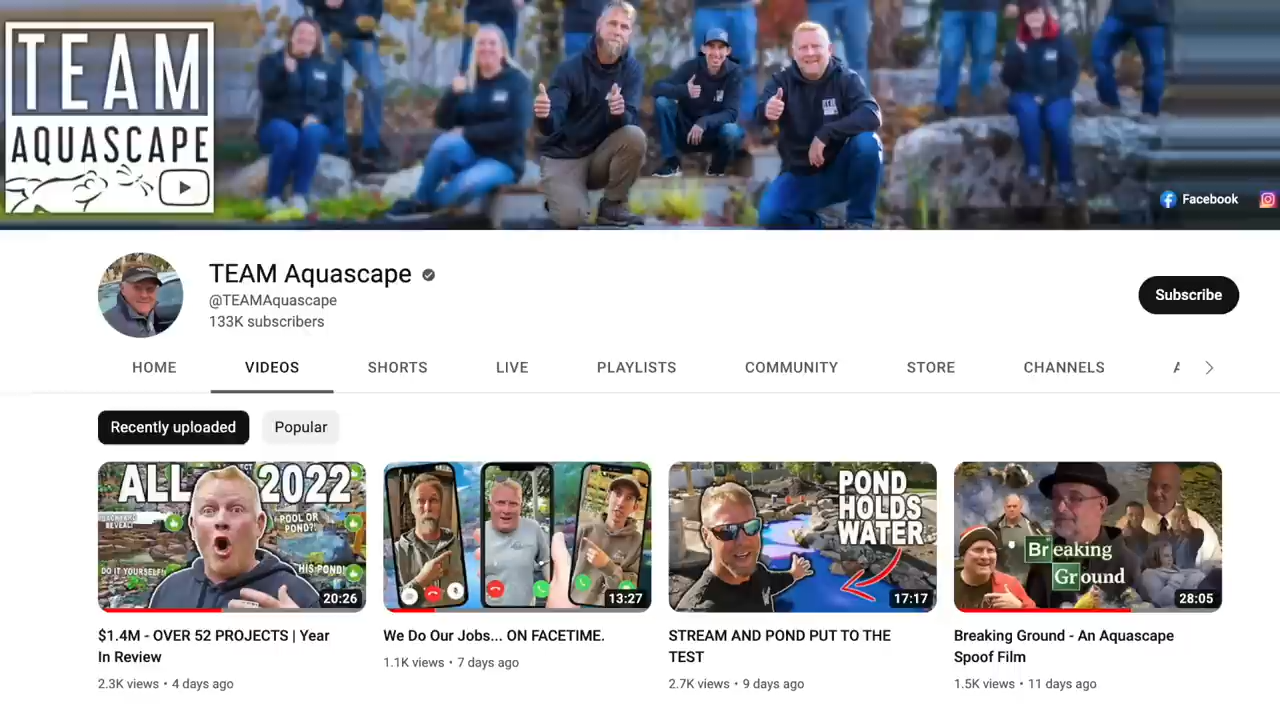 TEAM
AQUASCAPE
Facebook
TEAM Aquascape
@TEAMAquascape
133K subscribers
Subscribe
HOME
VIDEOS
SHORTS
LIVE
PLAYLISTS
COMMUNITY
STORE
CHANNELS
Recently uploaded
Popular
ALL 2022
BACKYARD
REVEAL!
POOL OR
POND?!
DO IT YOURSELF!
HIS POND!
20:26
13:27
POND
HOLDS
WATER
17:17
Breaking
Ground
28:05
$1.4M - OVER 52 PROJECTS | Year
In Review
2.3K views • 4 days ago
We Do Our Jobs... ON FACETIME.
1.1K views • 7 days ago
STREAM AND POND PUT TO THE
TEST
2.7K views • 9 days ago
Breaking Ground - An Aquascape
Spoof Film
1.5K views • 11 days ago